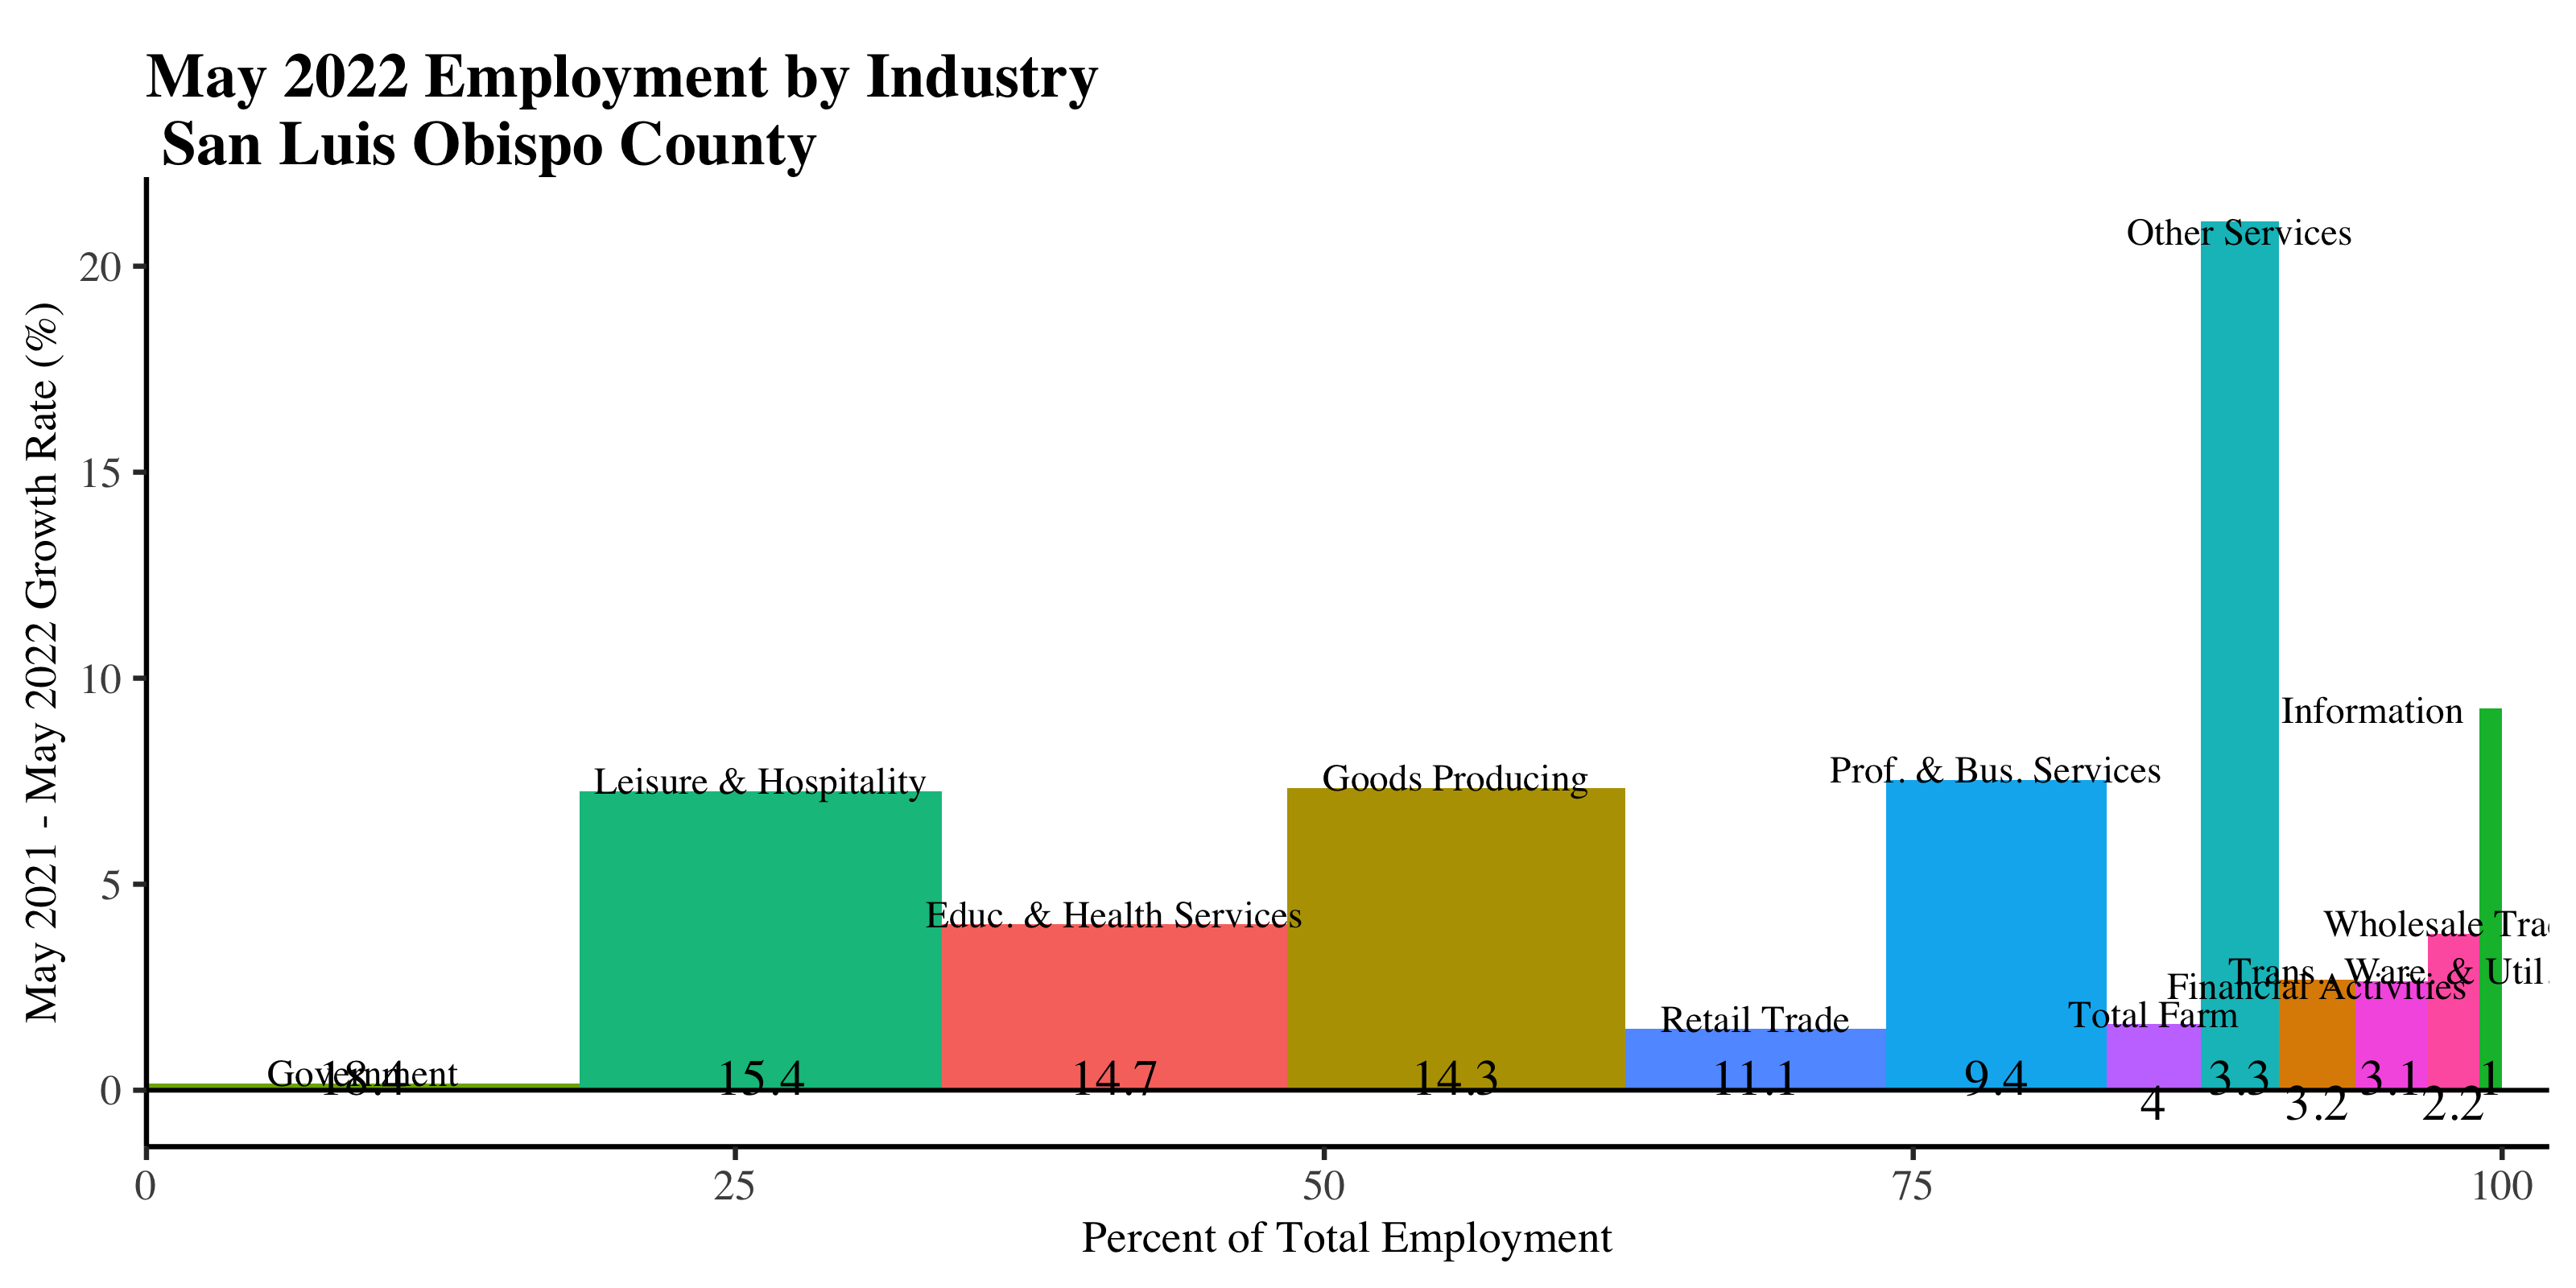 May 2022 Employment by Industry
San Luis Obispo County
May 2021 - May 2022 Growth Rate (%)
20
15
10
5
0
Other Services
Information
Leisure & Hospitality
Goods Producing
Prof. & Bus. Services
Educ. & Health Services
Wholesale Tra
Trans., Ware. & Util.
Financial Activities
Retail Trade
Total Farm
Government
18.4
15.4
14.7
14.3
11.1
9.4
4
3.3
3.2
3.1
2.2
1
0
25
50
75
100
Percent of Total Employment